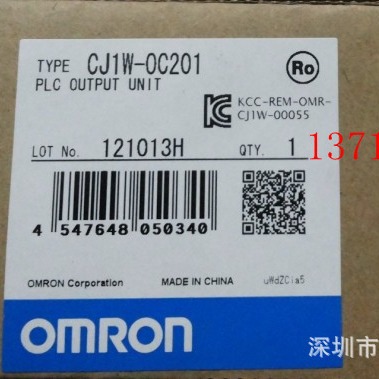 TYPE CJ1W-OC201
PLC OUTPUT UNIT
Ro
KCC-REM-OMR-
CJ1W-00055
LOT No. 121013H QTY. 1
1371
4 547648 050340
OMRON Corporation MADE IN CHINA uWdZCia5
OMRON
深圳市